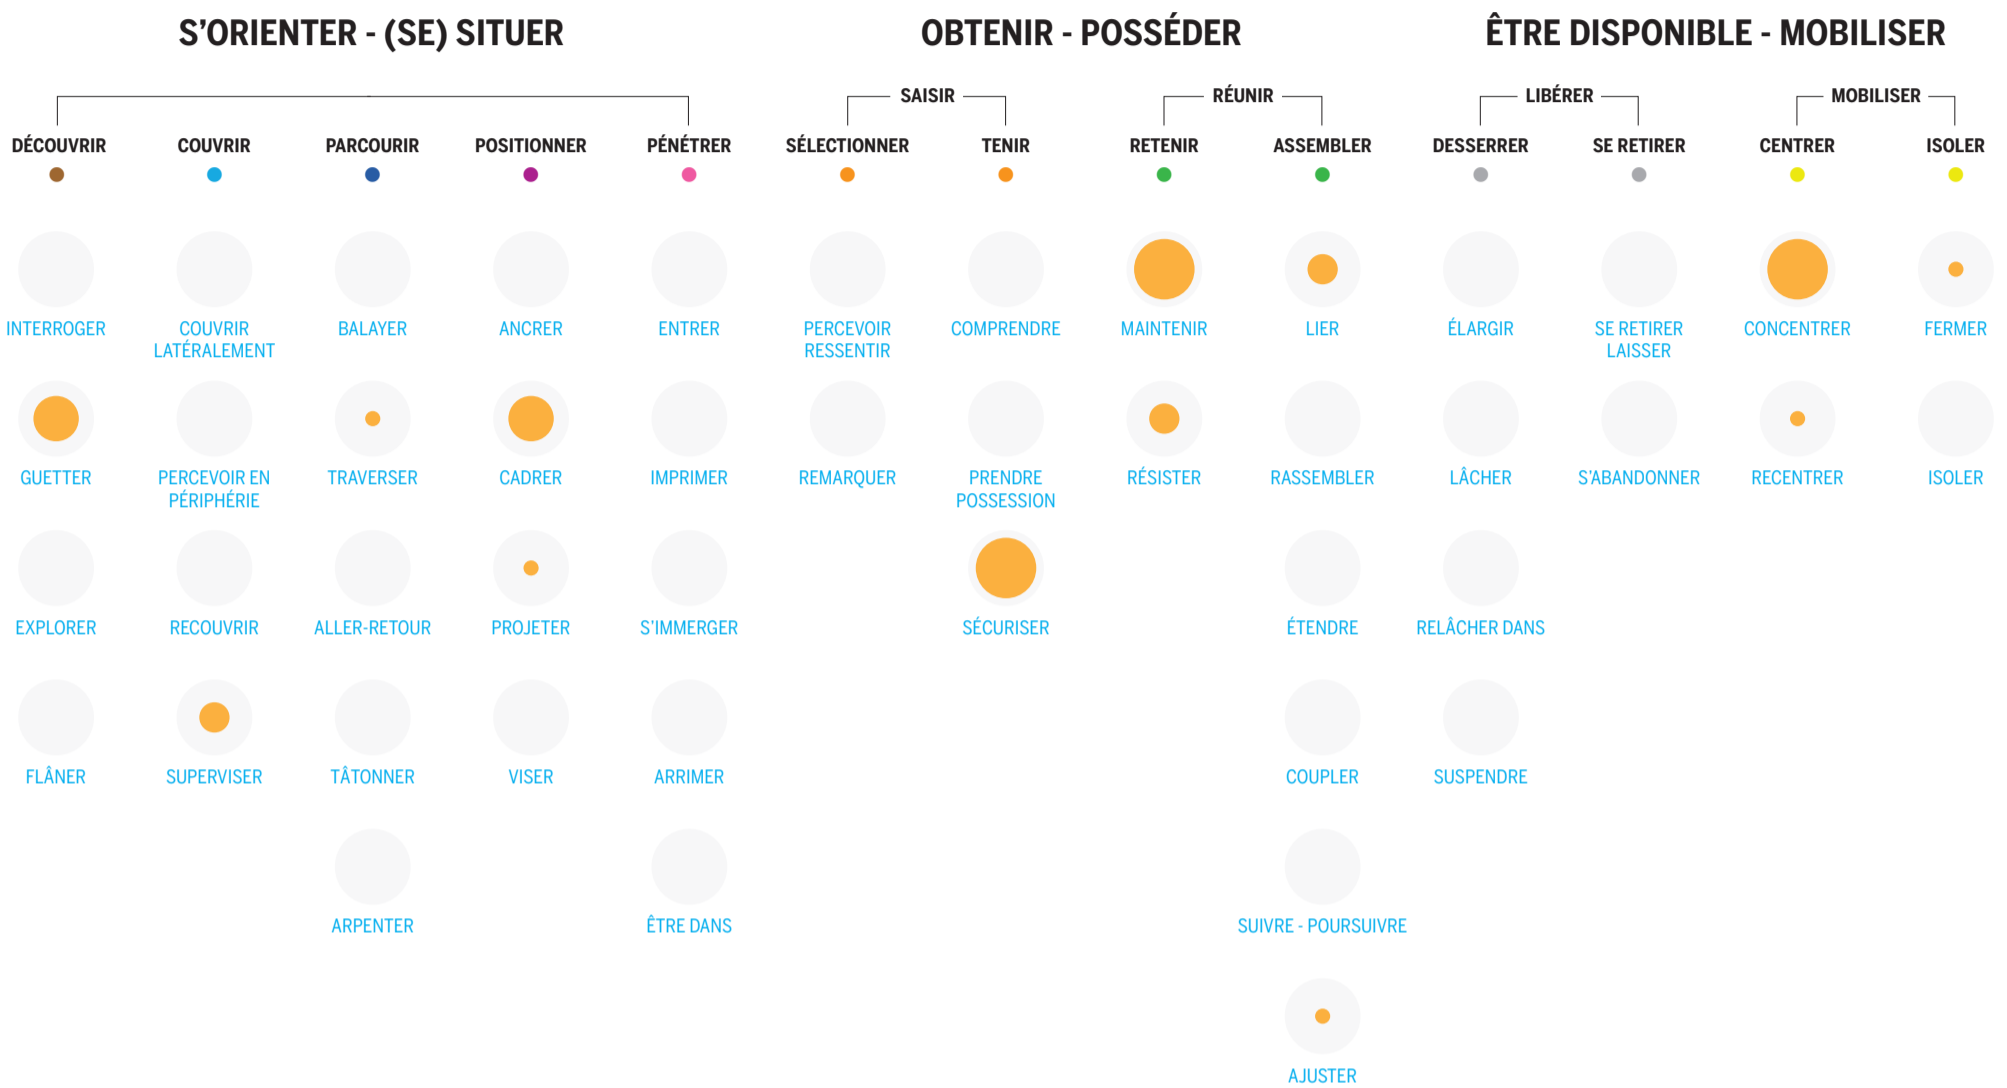 S’ORIENTER - (SE) SITUER
OBTENIR - POSSÉDER
ÊTRE DISPONIBLE - MOBILISER
SAISIR
RÉUNIR
LIBÉRER
MOBILISER
DÉCOUVRIR
COUVRIR
PARCOURIR
POSITIONNER
PÉNÉTRER
SÉLECTIONNER
TENIR
RETENIR
ASSEMBLER
DESSERRER
SE RETIRER
CENTRER
ISOLER
INTERROGER
COUVRIR
LATÉRALEMENT
BALAYER
ANCRER
ENTRER
PERCEVOIR
RESSENTIR
COMPRENDRE
MAINTENIR
LIER
ÉLARGIR
SE RETIRER
LAISSER
CONCENTRER
FERMER
GUETTER
PERCEVOIR EN
PÉRIPHÉRIE
TRAVERSER
CADRER
IMPRIMER
REMARQUER
PRENDRE
POSSESSION
RÉSISTER
RASSEMBLER
LÂCHER
S’ABANDONNER
RECENTRER
ISOLER
EXPLORER
RECOUVRIR
ALLER-RETOUR
PROJETER
S’IMMERGER
SÉCURISER
ÉTENDRE
RELÂCHER DANS
FLÂNER
SUPERVISER
TÂTONNER
VISER
ARRIMER
COUPLER
SUSPENDRE
ARPENTER
ÊTRE DANS
SUIVRE - POURSUIVRE
AJUSTER